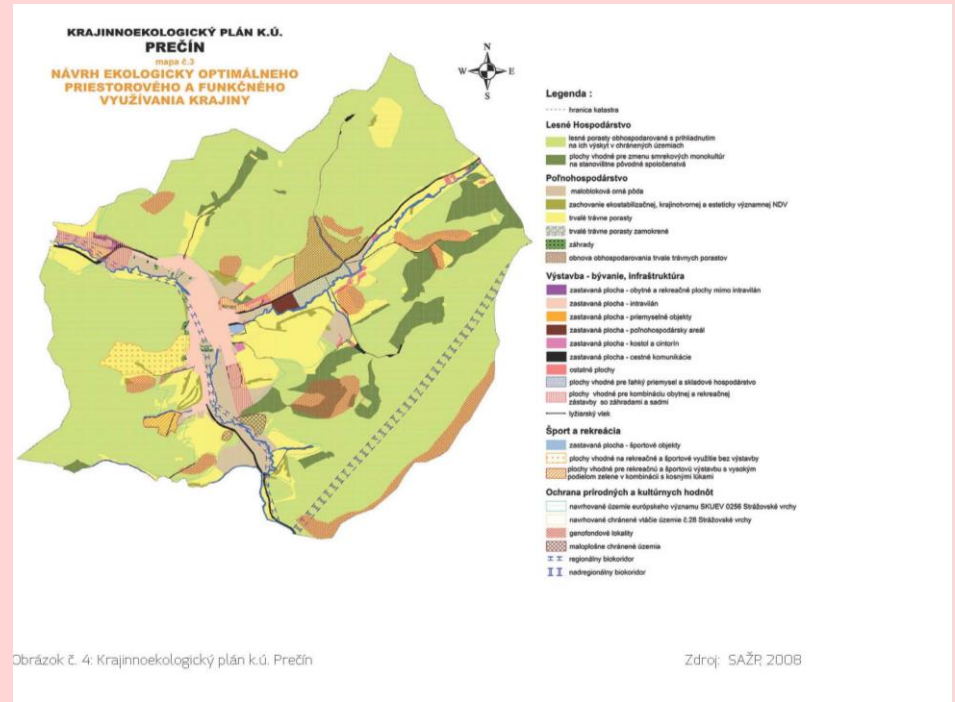 KRAJINNOEKOLOGICKÝ PLÁN K.Ú.
PREČÍN
mapa č.3
NÁVRH EKOLOGICKY OPTIMÁLNEHO
PRIESTOROVÉHO A FUNKČNÉHO
VYUŽÍVANIA KRAJINY
N
W E
S
Legenda :
hranica katastra
Lesné Hospodárstvo
lesné porasty obhospodarované s prihliadnutím
na ich výskyt v chránených územiach
plochy vhodné pre zmenu smrekových monokultúr
na stanovištne pôvodné spoločenstvá
Poľnohospodárstvo
malobloková orná pôda
zachovanie ekostabilizačnej, krajinotvornej a esteticky významnej NDV
trvalé trávne porasty
trvalé trávne porasty zamokrené
záhrady
obnova obhospodarovania trvale trávnych porastov
Výstavba - bývanie, infraštruktúra
zastavaná plocha - obytné a rekreačné plochy mimo intravilán
zastavaná plocha - intravilán
zastavaná plocha - priemyselné objekty
zastavaná plocha - poľnohospodársky areál
zastavaná plocha - kostol a cintorín
zastavaná plocha - cestné komunikácie
ostatné plochy
plochy vhodné pre ľahký priemysel a skladové hospodárstvo
plochy vhodné pre kombináciu obytnej a rekreačnej
zástavby so záhradami a sadmi
lyžiarský vlek
Šport a rekreácia
zastavaná plocha - športové objekty
plochy vhodné na rekreačné a športové využitie bez výstavby
plochy vhodné pre rekreačnú a športovú výstavbu s vysokým
podielom zelene v kombinácii s kosnými lúkami
Ochrana prírodných a kultúrnych hodnôt
navrhované územie európskeho významu SKUEV 0256 Strážovské vrchy
navrhované chránené vtáčie územie č.28 Strážovské vrchy
genofondové lokality
maloplošne chránené územia
regionálny biokoridor
nadregionálny biokoridor
Obrázok č. 4: Krajinnoekologický plán k.ú. Prečín
Zdroj: SAŽP, 2008